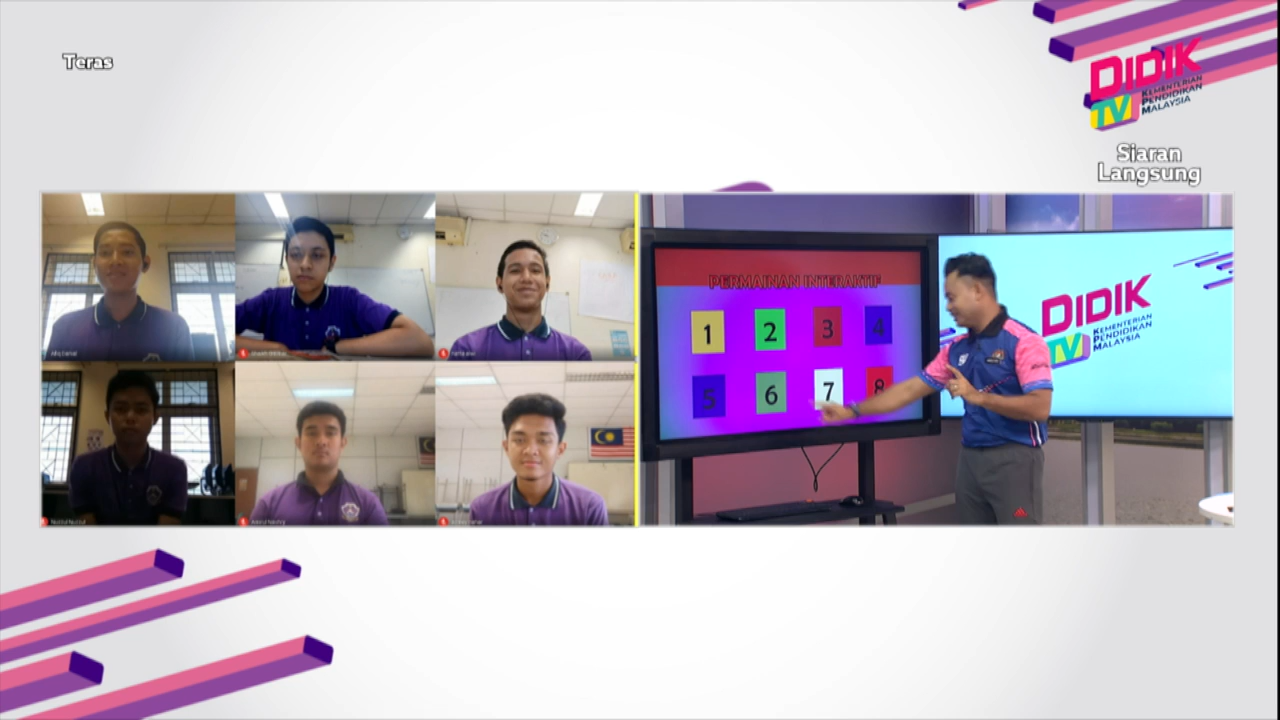 Teras
DIDIK
TV
KEMENTERIAN
PENDIDIKAN
MALAYSIA
Siaran
Langsung
PERMAINAN INTERAKTIF
1 2 3 4
5 6 7 8
DIDIK
TV
KEMENTERIAN
PENDIDIKAN
MALAYSIA